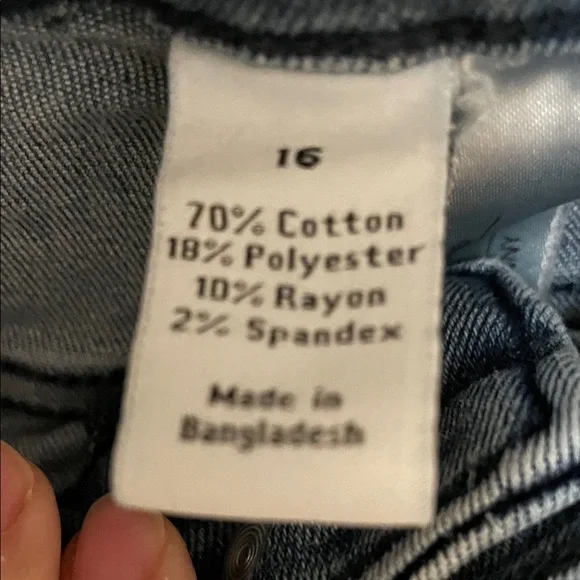 16
70% Cotton
18% Polyester
10% Rayon
2% Spandex
Made in
Bangladesh